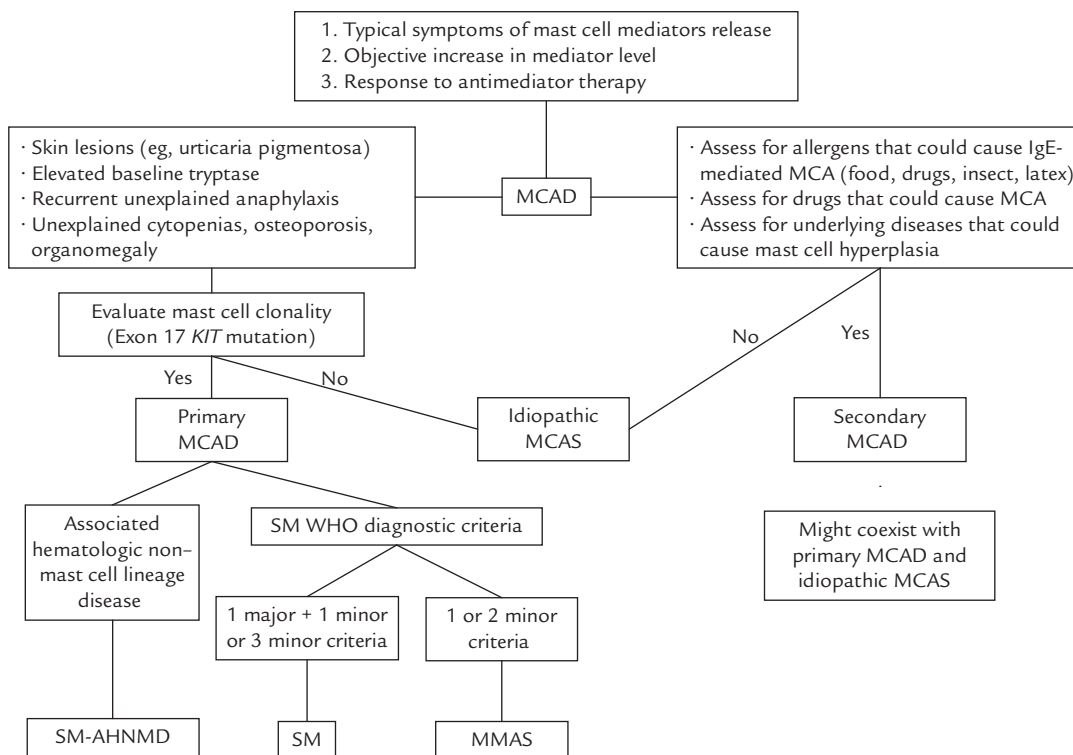 1. Typical symptoms of mast cell mediators release
2. Objective increase in mediator level
3. Response to antimediator therapy
· Skin lesions (eg, urticaria pigmentosa)
· Elevated baseline tryptase
· Recurrent unexplained anaphylaxis
· Unexplained cytopenias, osteoporosis,
organomegaly
MCAD
· Assess for allergens that could cause IgE-
mediated MCA (food, drugs, insect, latex)
· Assess for drugs that could cause MCA
· Assess for underlying diseases that could
cause mast cell hyperplasia
Evaluate mast cell clonality
(Exon 17 KIT mutation)
No
Yes
Yes
No
Primary
MCAD
Idiopathic
MCAS
Secondary
MCAD
Associated
hematologic non–
mast cell lineage
disease
SM WHO diagnostic criteria
Might coexist with
primary MCAD and
idiopathic MCAS
1 major + 1 minor
or 3 minor criteria
1 or 2 minor
criteria
SM-AHNMD
SM
MMAS